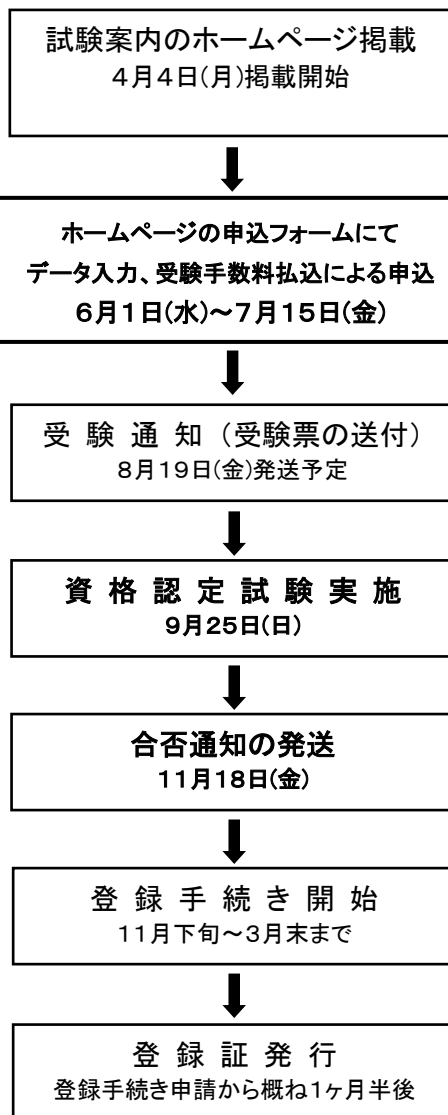 試験案内のホームページ掲載
4月4日(月)掲載開始
ホームページの申込フォームにて
データ入力、受験手数料払込による申込
6月1日(水)～7月15日(金)
受験通知（受験票の送付）
8月19日(金)発送予定
資格認定試験実施
9月25日(日)
合否通知の発送
11月18日(金)
登録手続き開始
11月下旬～3月末まで
登録証発行
登録手続き申請から概ね1ヶ月半後